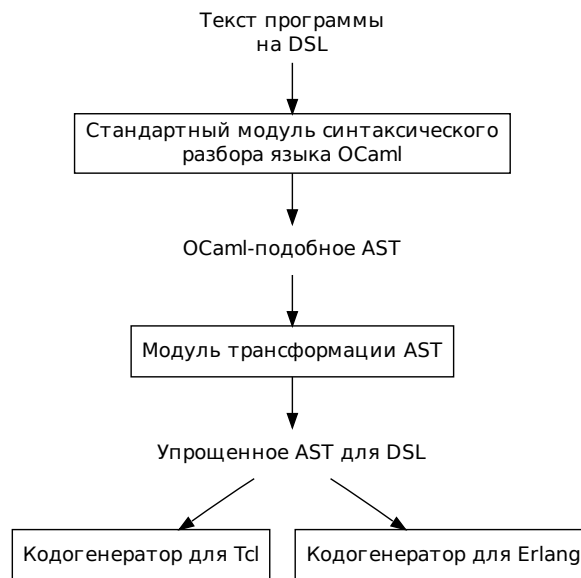 Текст программы
на DSL
Стандартный модуль синтаксического
разбора языка OCaml
OCaml-подобное AST
Модуль трансформации AST
Упрощенное AST для DSL
Кодогенератор для Tcl
Кодогенератор для Erlang